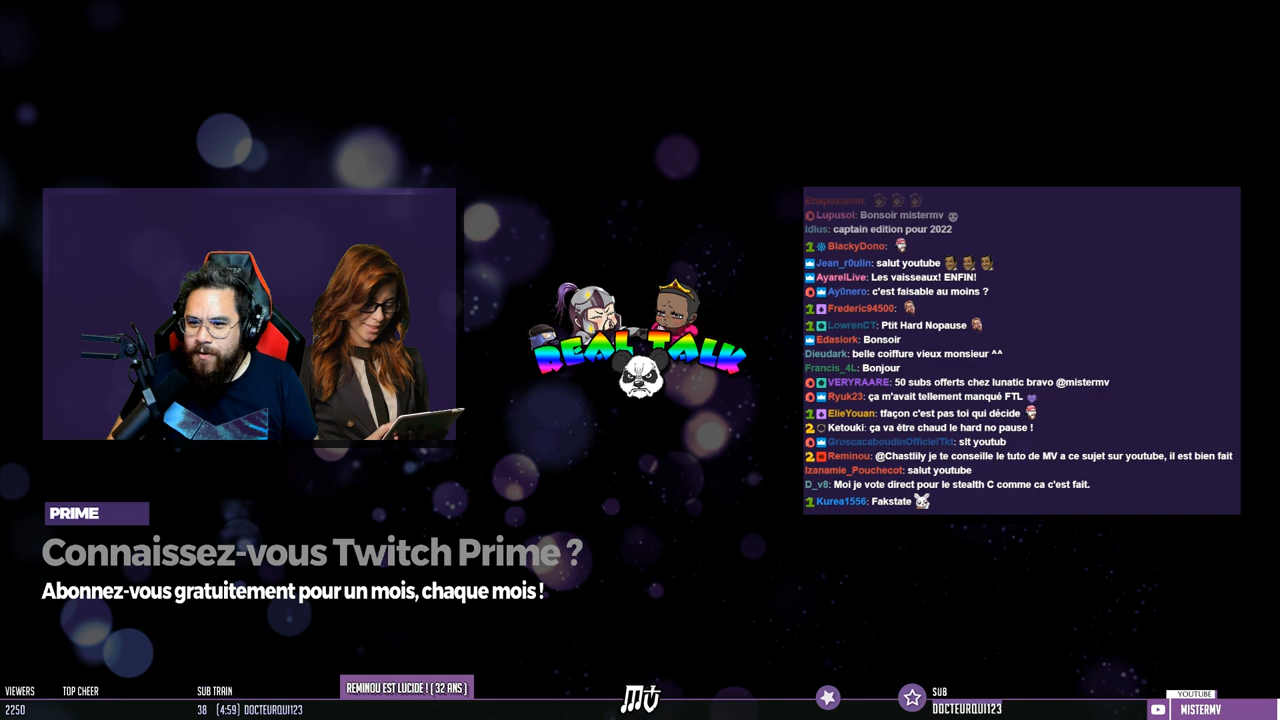 Ehapoxumm:
Lupusol: Bonsoir mistermv
Idlus: captain edition pour 2022
BlackyDono:
Jean_r0ulin: salut youtube
AyarelLive: Les vaisseaux! ENFIN!
Ay0nero: c'est faisable au moins ?
Frederic94500:
LowrenCT: Ptit Hard Nopause
Edasiork: Bonsoir
Dieudark: belle coiffure vieux monsieur ^^
Francis_4L: Bonjour
VERYRAARE: 50 subs offerts chez lunatic bravo @mistermv
Ryuk23: ça m'avait tellement manqué FTL
ElieYouan: tfaçon c'est pas toi qui décide
Ketouki: ça va être chaud le hard no pause !
GroscacaboudinOfficielTkt: slt youtub
Reminou: @Chastlily je te conseille le tuto de MV a ce sujet sur youtube, il est bien fait
Izanamie_Pouchecot: salut youtube
D_v8: Moi je vote direct pour le stealth C comme ca c'est fait.
Kurea1556: Fakstate
REAL TALK
PRIME
Connaissez-vous Twitch Prime ?
Abonnez-vous gratuitement pour un mois, chaque mois !
VIEWERS
2250
TOP CHEER
SUB TRAIN
38 (4:59) DOCTEURQUI123
REMINOU EST LUCIDE ! ( 32 ANS )
MV
SUB
DOCTEURQUI123
YOUTUBE
MISTERMV